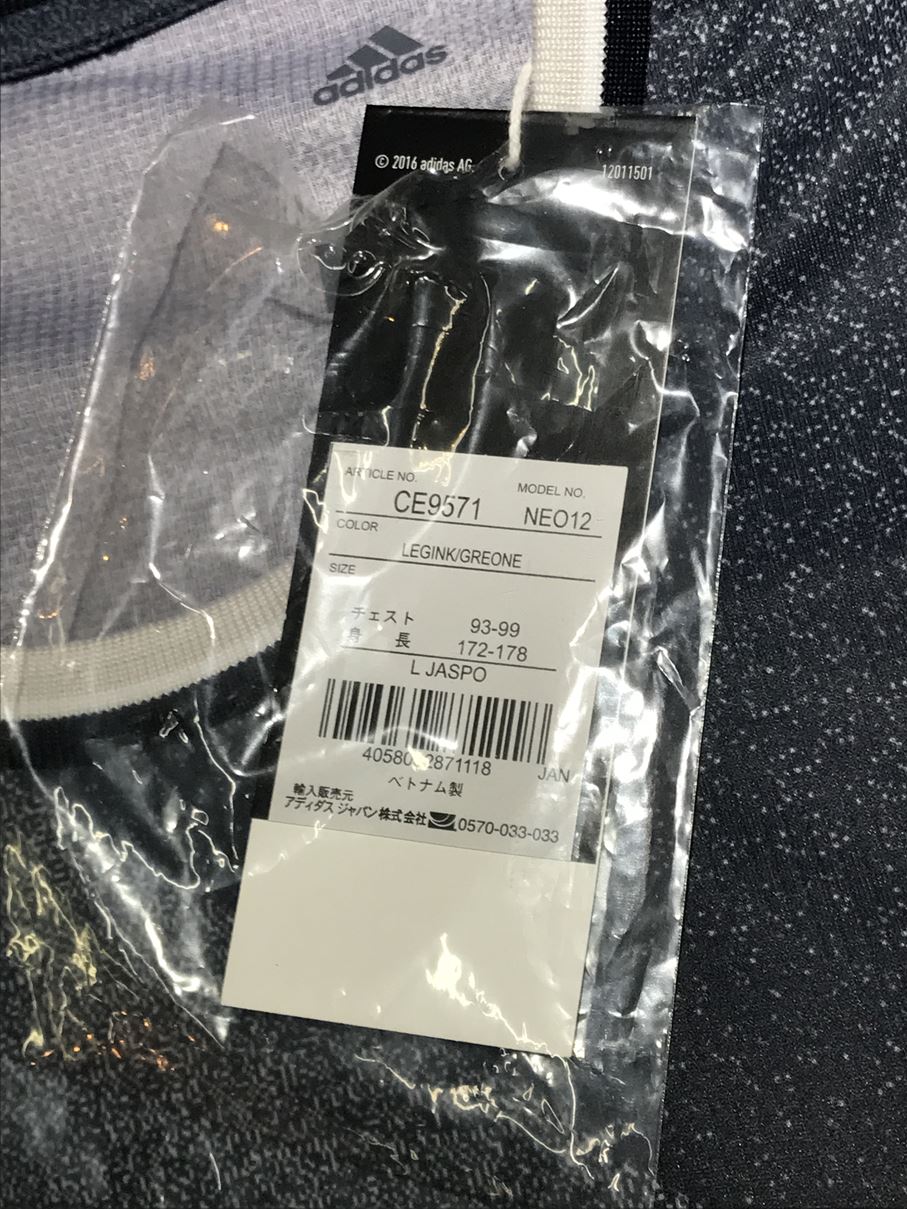 adidas
© 2016 adidas AG.
12011501
ARTICLE NO.
MODEL NO.
CE9571
NEO12
COLOR
LEGINK/GREONE
SIZE
チェスト 93-99
身 長 172-178
L JASPO
JAN
ベトナム製
輸入販売元
アディダス ジャパン株式会社 0570-033-033